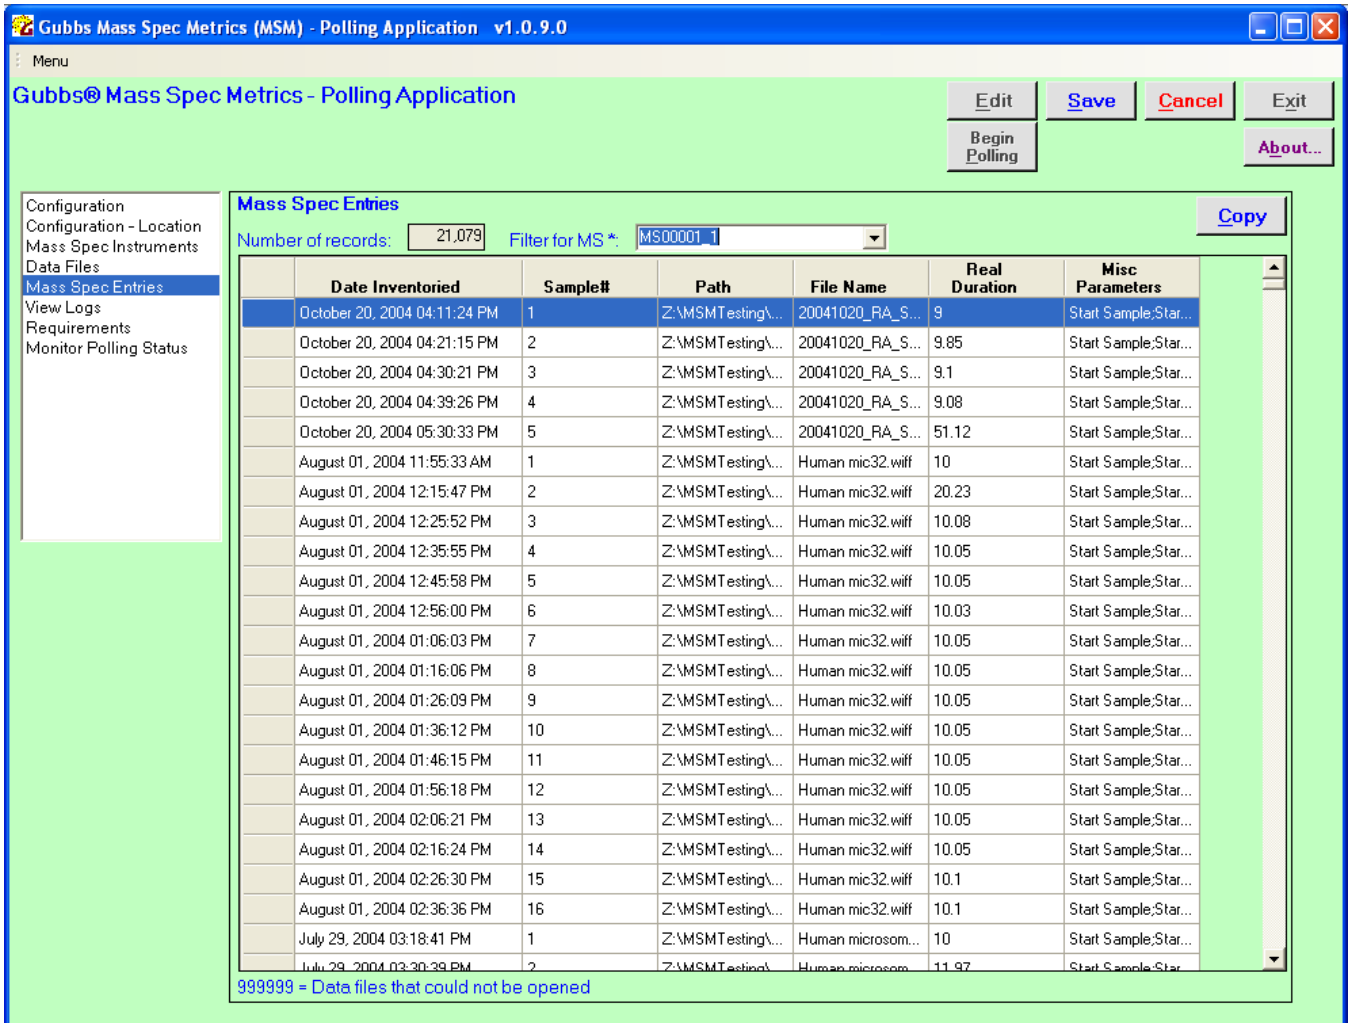 Gubbs Mass Spec Metrics (MSM) - Polling Application v1.0.9.0
Menu
Gubbs® Mass Spec Metrics - Polling Application
Edit Save Cancel Exit
Begin Polling About...
Configuration
Configuration - Location
Mass Spec Instruments
Data Files
Mass Spec Entries
View Logs
Requirements
Monitor Polling Status
Mass Spec Entries
Copy
Number of records: 21,079 Filter for MS *: MS00001_1
Date Inventoried Sample# Path File Name Real Duration Misc Parameters
October 20, 2004 04:11:24 PM 1 Z:\MSMTesting\... 20041020_RA_S... 9 Start Sample;Star...
October 20, 2004 04:21:15 PM 2 Z:\MSMTesting\... 20041020_RA_S... 9.85 Start Sample;Star...
October 20, 2004 04:30:21 PM 3 Z:\MSMTesting\... 20041020_RA_S... 9.1 Start Sample;Star...
October 20, 2004 04:39:26 PM 4 Z:\MSMTesting\... 20041020_RA_S... 9.08 Start Sample;Star...
October 20, 2004 05:30:33 PM 5 Z:\MSMTesting\... 20041020_RA_S... 51.12 Start Sample;Star...
August 01, 2004 11:55:33 AM 1 Z:\MSMTesting\... Human mic32.wiff 10 Start Sample;Star...
August 01, 2004 12:15:47 PM 2 Z:\MSMTesting\... Human mic32.wiff 20.23 Start Sample;Star...
August 01, 2004 12:25:52 PM 3 Z:\MSMTesting\... Human mic32.wiff 10.08 Start Sample;Star...
August 01, 2004 12:35:55 PM 4 Z:\MSMTesting\... Human mic32.wiff 10.05 Start Sample;Star...
August 01, 2004 12:45:58 PM 5 Z:\MSMTesting\... Human mic32.wiff 10.05 Start Sample;Star...
August 01, 2004 12:56:00 PM 6 Z:\MSMTesting\... Human mic32.wiff 10.03 Start Sample;Star...
August 01, 2004 01:06:03 PM 7 Z:\MSMTesting\... Human mic32.wiff 10.05 Start Sample;Star...
August 01, 2004 01:16:06 PM 8 Z:\MSMTesting\... Human mic32.wiff 10.05 Start Sample;Star...
August 01, 2004 01:26:09 PM 9 Z:\MSMTesting\... Human mic32.wiff 10.05 Start Sample;Star...
August 01, 2004 01:36:12 PM 10 Z:\MSMTesting\... Human mic32.wiff 10.05 Start Sample;Star...
August 01, 2004 01:46:15 PM 11 Z:\MSMTesting\... Human mic32.wiff 10.05 Start Sample;Star...
August 01, 2004 01:56:18 PM 12 Z:\MSMTesting\... Human mic32.wiff 10.05 Start Sample;Star...
August 01, 2004 02:06:21 PM 13 Z:\MSMTesting\... Human mic32.wiff 10.05 Start Sample;Star...
August 01, 2004 02:16:24 PM 14 Z:\MSMTesting\... Human mic32.wiff 10.05 Start Sample;Star...
August 01, 2004 02:26:30 PM 15 Z:\MSMTesting\... Human mic32.wiff 10.1 Start Sample;Star...
August 01, 2004 02:36:36 PM 16 Z:\MSMTesting\... Human mic32.wiff 10.1 Start Sample;Star...
July 29, 2004 03:18:41 PM 1 Z:\MSMTesting\... Human microsom... 10 Start Sample;Star...
July 29, 2004 03:30:39 PM 2 Z:\MSMTesting\... Human microsom... 11.97 Start Sample;Star...
999999 = Data files that could not be opened